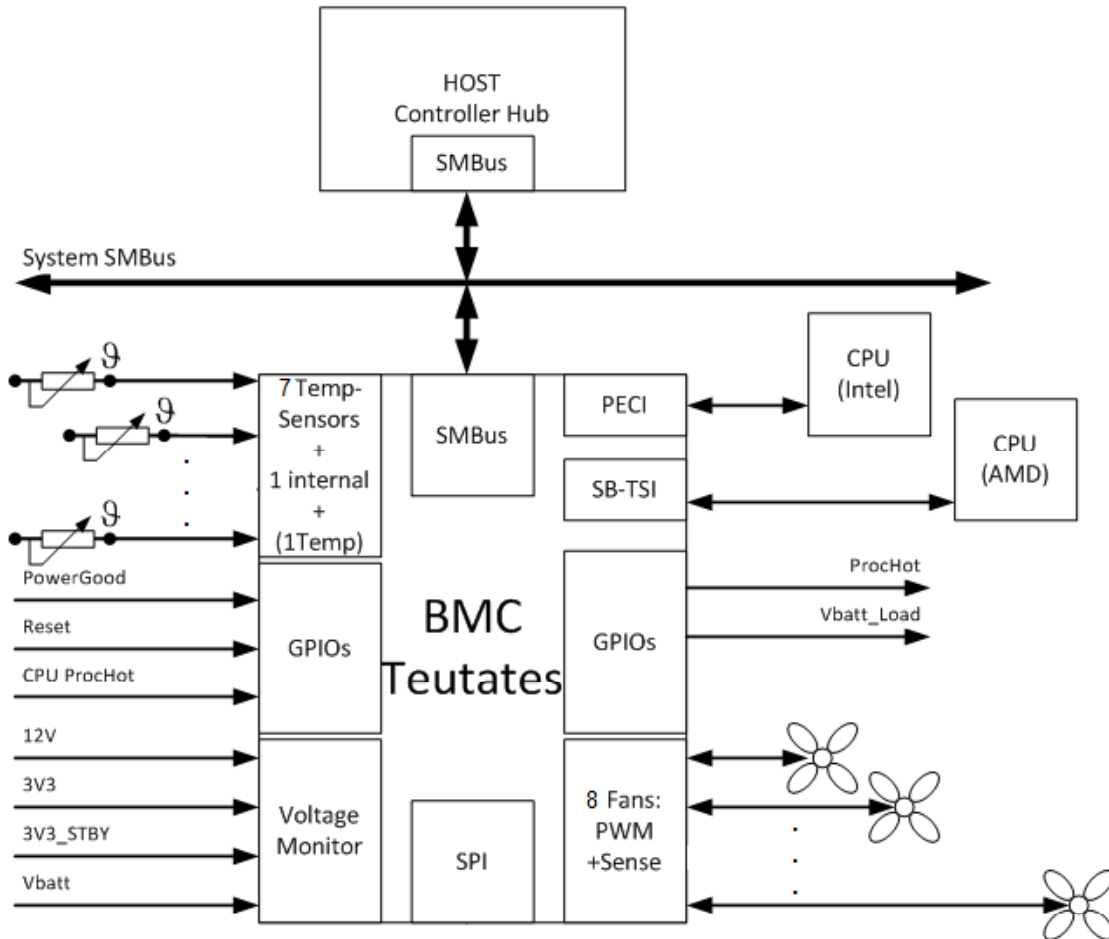 HOST
Controller Hub
SMBus
System SMBus
ϑ
ϑ
ϑ
7 Temp-
Sensors
+
1 internal
+
(1Temp)
SMBus
PECI
SB-TSI
CPU
(Intel)
CPU
(AMD)
PowerGood
Reset
CPU ProcHot
GPIOs
BMC
Teutates
GPIOs
ProcHot
Vbatt_Load
12V
3V3
3V3_STBY
Vbatt
Voltage
Monitor
SPI
8 Fans:
PWM
+Sense